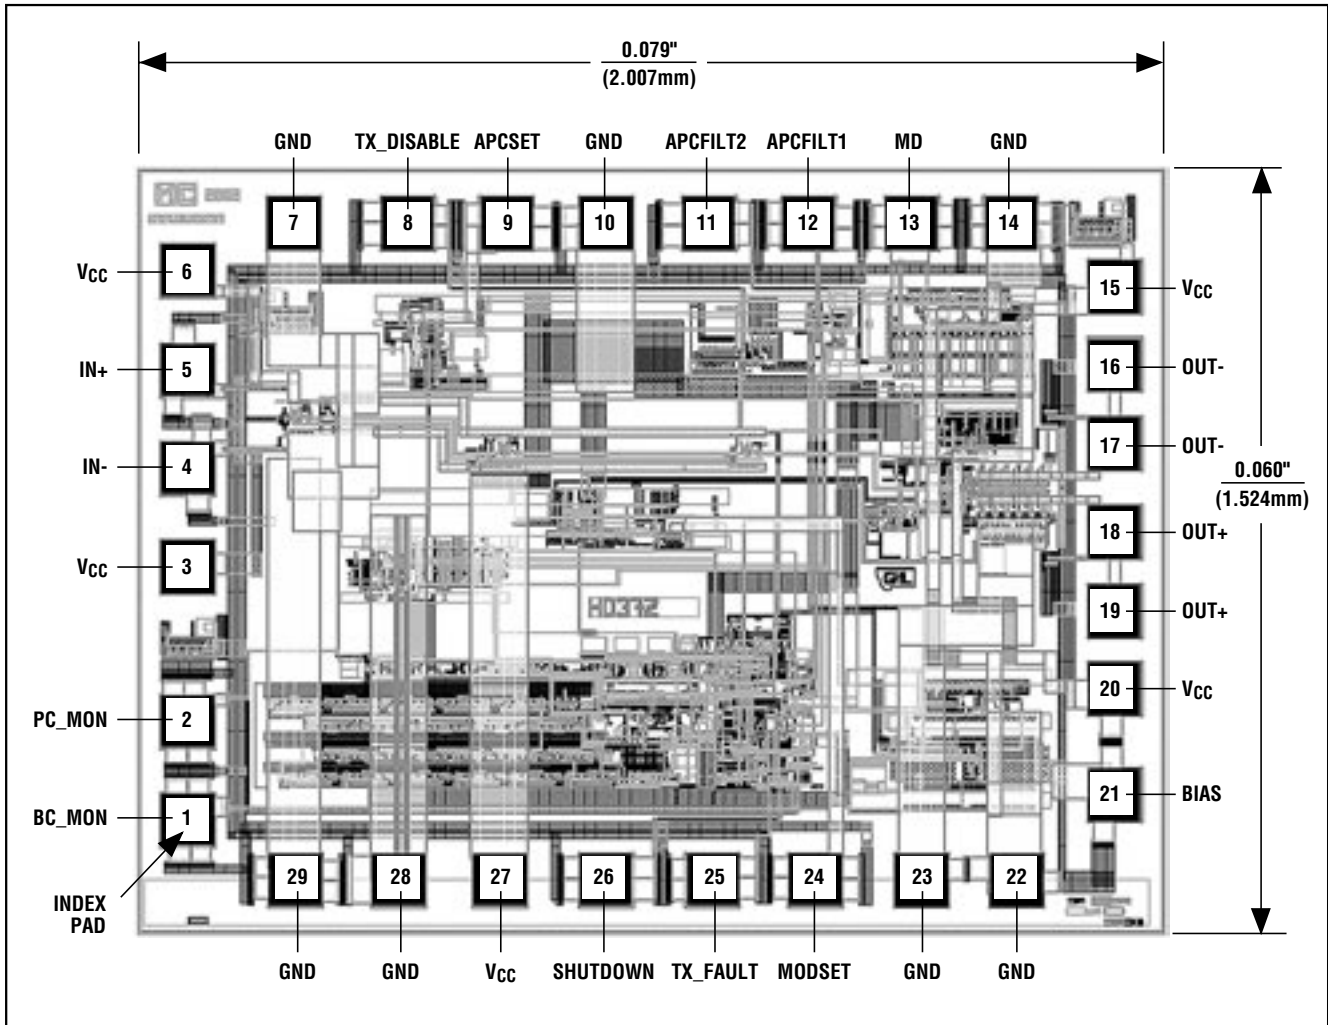 0.079"
(2.007mm)
GND TX_DISABLE APCSET GND APCFILT2 APCFILT1 MD GND
7 8 9 10 11 12 13 14
VCC 6
IN+ 5
IN- 4
VCC 3
PC_MON 2
BC_MON 1
INDEX
PAD
15 VCC
16 OUT-
17 OUT-
18 OUT+
19 OUT+
20 VCC
21 BIAS
0.060"
(1.524mm)
HD372
29 28 27 26 25 24 23 22
GND GND VCC SHUTDOWN TX_FAULT MODSET GND GND